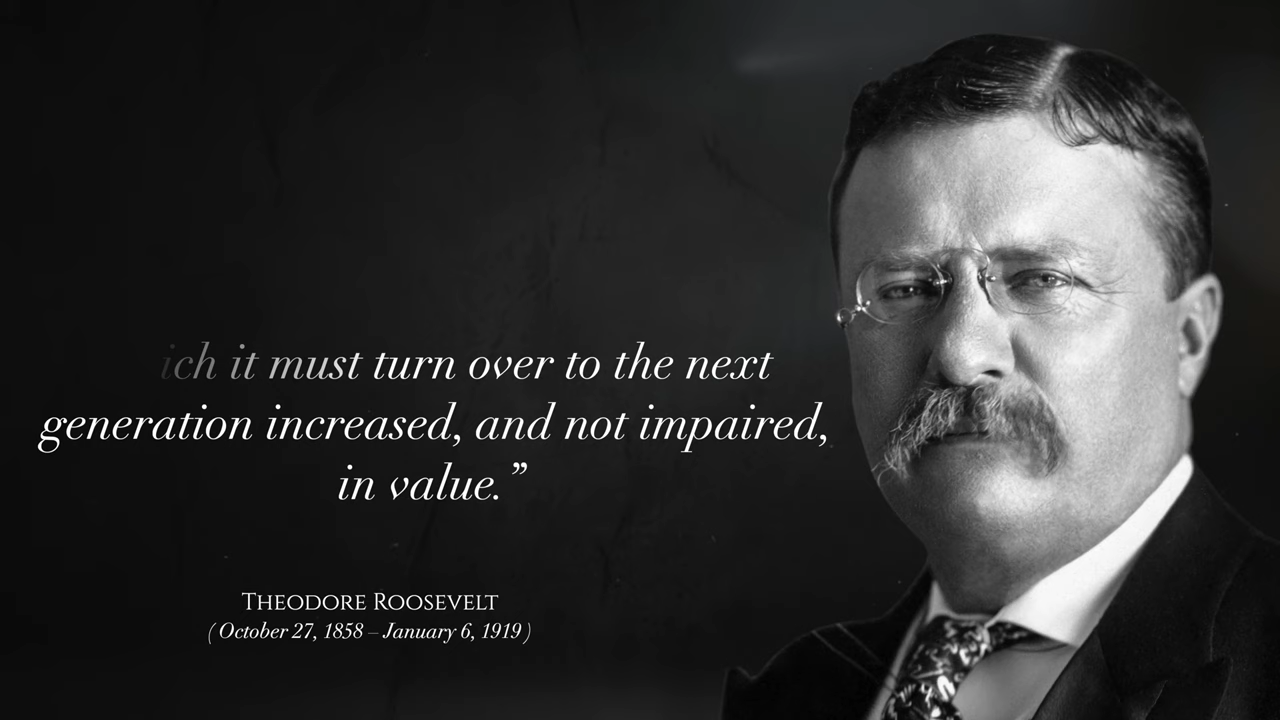 ich it must turn over to the next
generation increased, and not impaired,
in value.”
Theodore Roosevelt
( October 27, 1858 – January 6, 1919 )